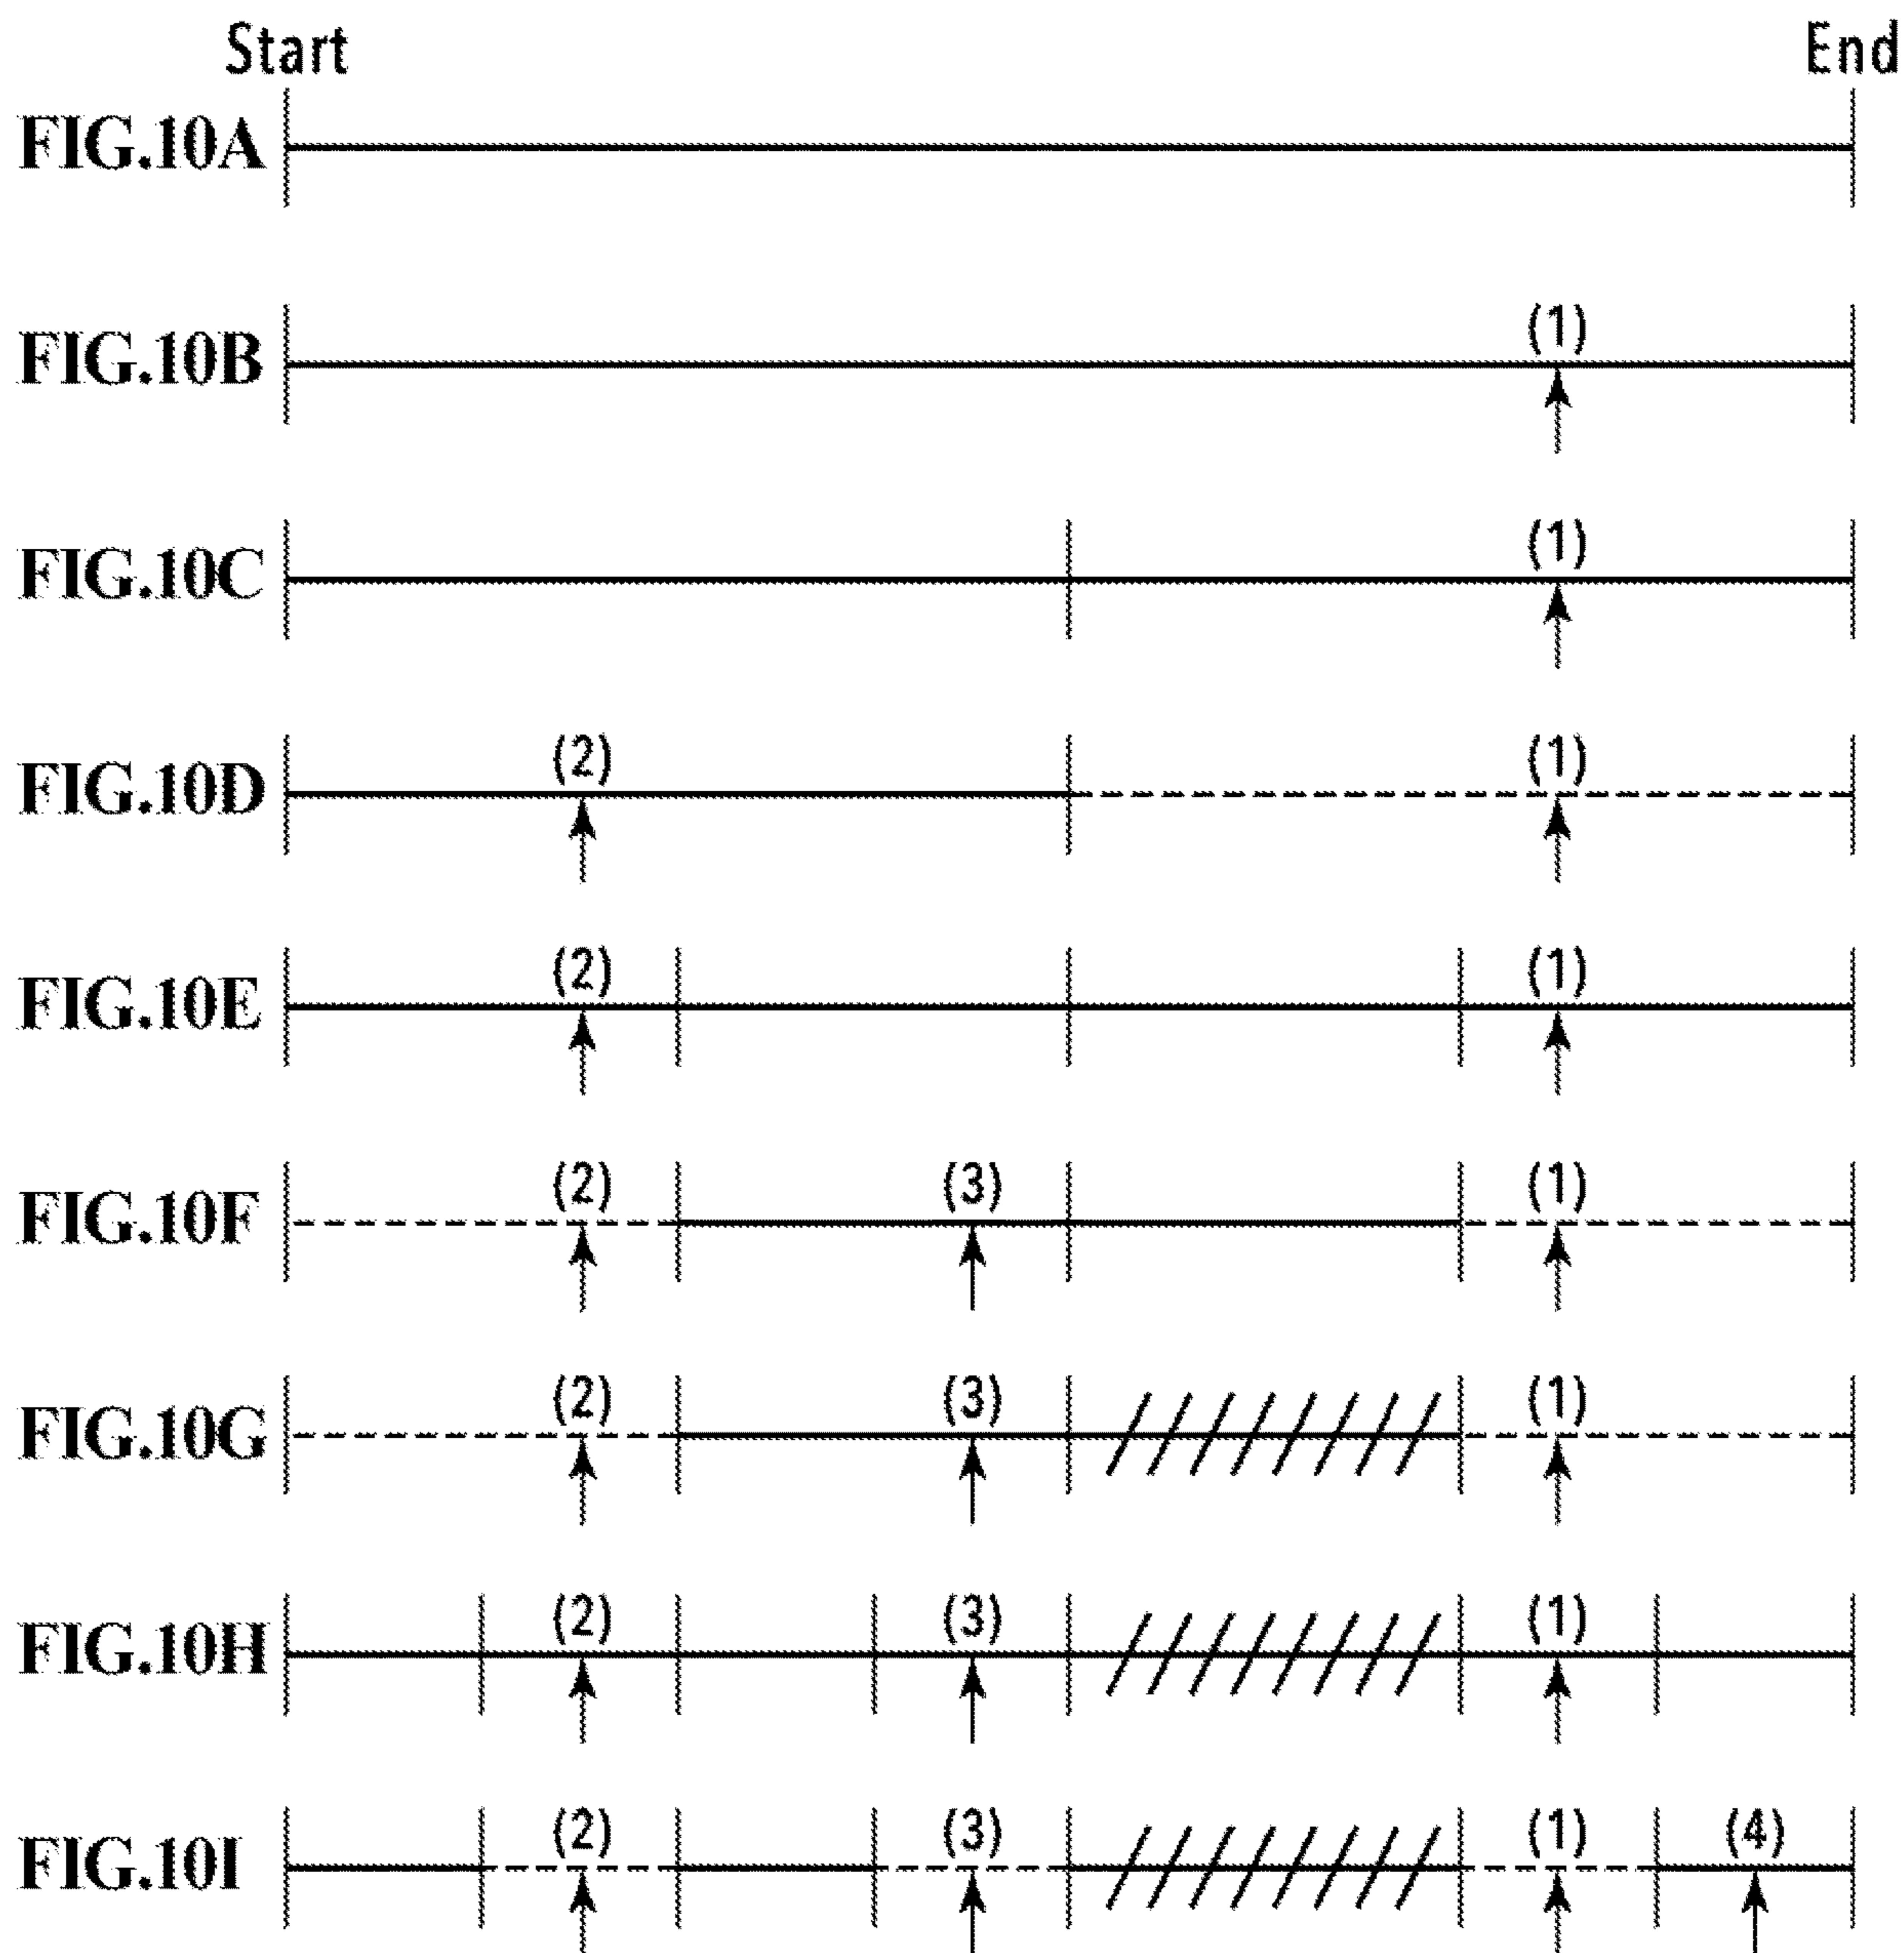 Start End
FIG.10A
FIG.10B (1)
FIG.10C (1)
FIG.10D (2) (1)
FIG.10E (2) (1)
FIG.10F (2) (3) (1)
FIG.10G (2) (3) (1)
FIG.10H (2) (3) (1)
FIG.10I (2) (3) (1) (4)